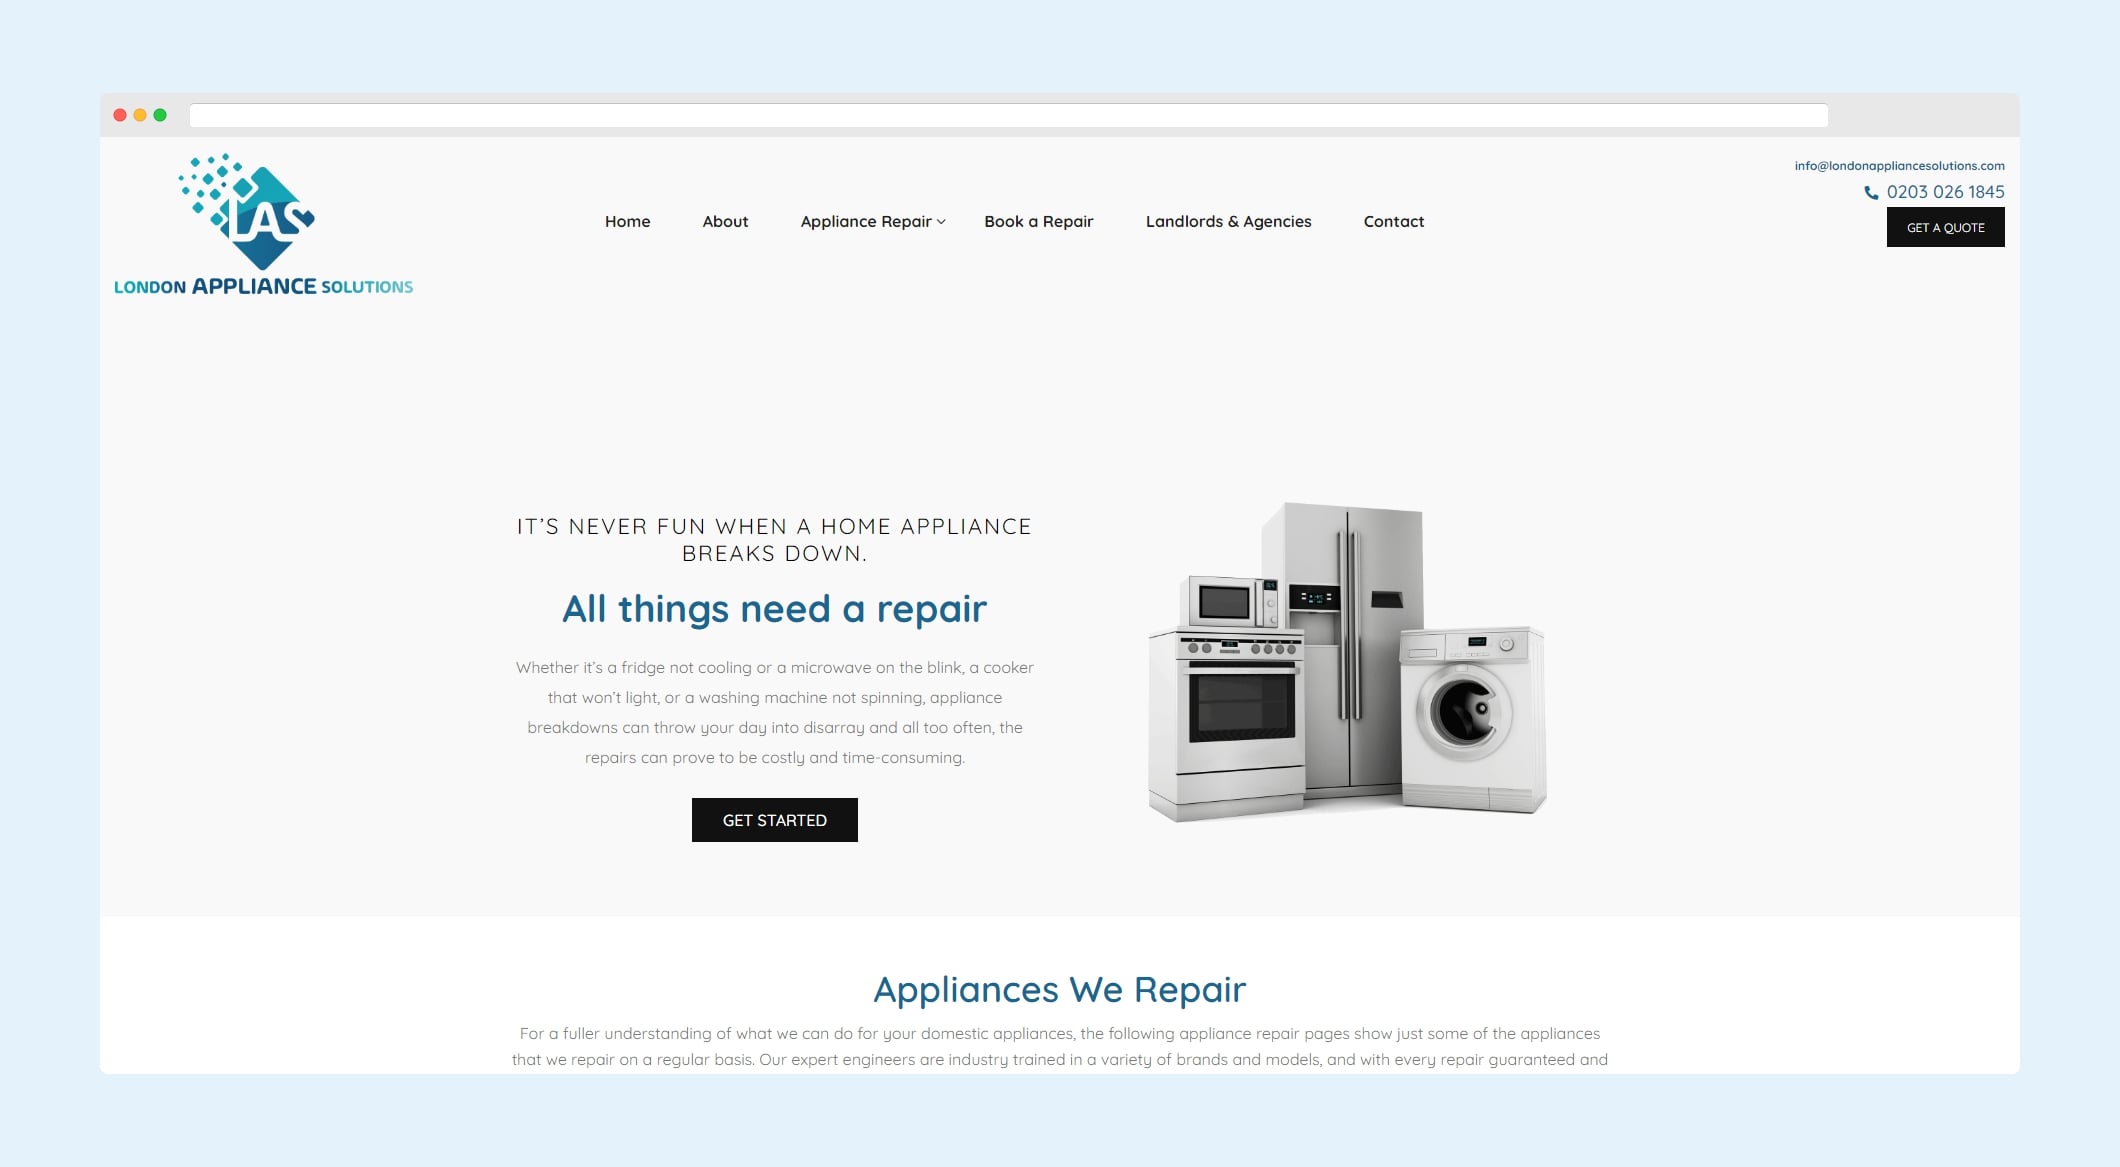 LAS
LONDON APPLIANCE SOLUTIONS
Home
About
Appliance Repair
Book a Repair
Landlords & Agencies
Contact
info@londonappliancesolutions.com
0203 026 1845
GET A QUOTE
IT’S NEVER FUN WHEN A HOME APPLIANCE
BREAKS DOWN.
All things need a repair
Whether it’s a fridge not cooling or a microwave on the blink, a cooker
that won’t light, or a washing machine not spinning, appliance
breakdowns can throw your day into disarray and all too often, the
repairs can prove to be costly and time-consuming.
GET STARTED
Appliances We Repair
For a fuller understanding of what we can do for your domestic appliances, the following appliance repair pages show just some of the appliances
that we repair on a regular basis. Our expert engineers are industry trained in a variety of brands and models, and with every repair guaranteed and